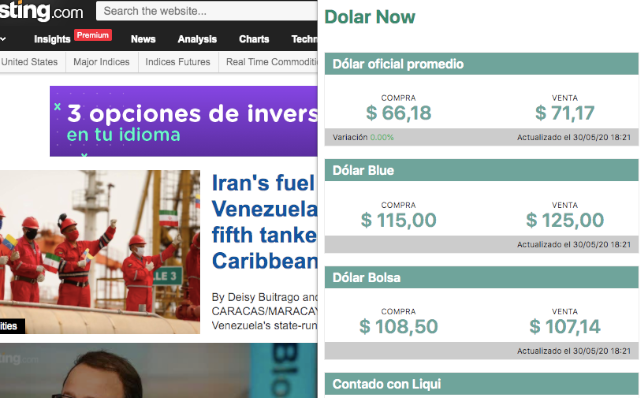 sting.com
Search the website...
Insights Premium News Analysis Charts Techn
United States Major Indices Indices Futures Real Time Commoditi
3 opciones de invers
en tu idioma
Iran's fuel
Venezuela
fifth tanke
Caribbean
By Deisy Buitrago and
CARACAS/MARACAY
Venezuela's state-run
LLE 3
ities
sting.com
Blo
Dolar Now
Dólar oficial promedio
COMPRA VENTA
$ 66,18 $ 71,17
Variación 0.00% Actualizado el 30/05/20 18:21
Dólar Blue
COMPRA VENTA
$ 115,00 $ 125,00
Actualizado el 30/05/20 18:21
Dólar Bolsa
COMPRA VENTA
$ 108,50 $ 107,14
Actualizado el 30/05/20 18:21
Contado con Liqui